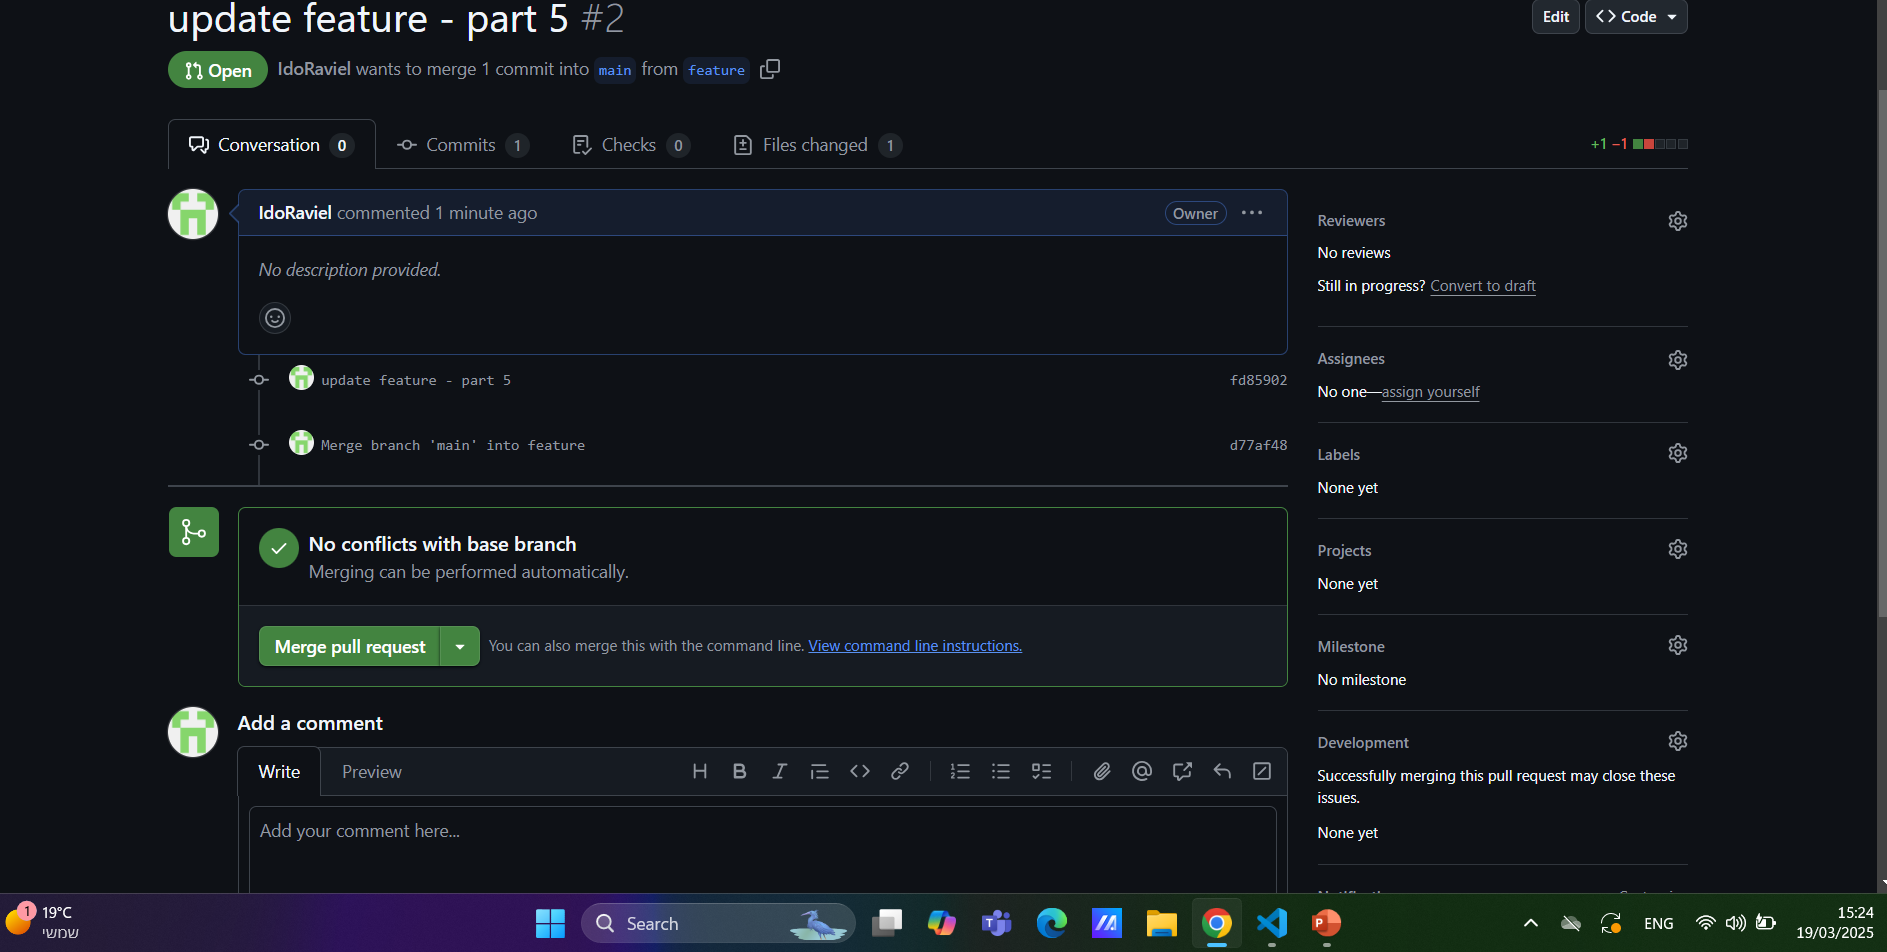 update feature - part 5 #2
Edit
<> Code
Open
IdoRaviel wants to merge 1 commit into main from feature
Conversation 0
Commits 1
Checks 0
Files changed 1
+1 −1
IdoRaviel commented 1 minute ago
Owner
No description provided.
update feature - part 5
fd85902
Merge branch 'main' into feature
d77af48
No conflicts with base branch
Merging can be performed automatically.
Merge pull request
You can also merge this with the command line. View command line instructions.
Add a comment
Write
Preview
Add your comment here...
Reviewers
No reviews
Still in progress? Convert to draft
Assignees
No one—assign yourself
Labels
None yet
Projects
None yet
Milestone
No milestone
Development
Successfully merging this pull request may close these
issues.
None yet
1
19°C
שמשי
Search
P
ENG
15:24
19/03/2025